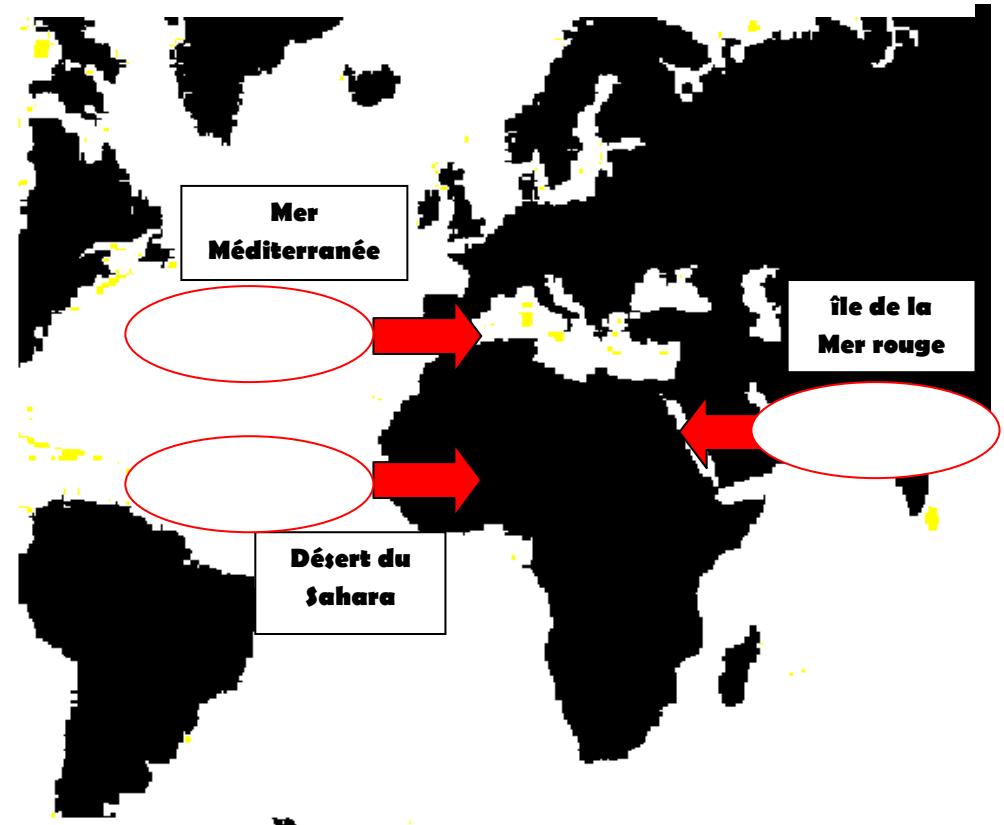 Mer
Méditerranée
île de la
Mer rouge
Désert du
Sahara